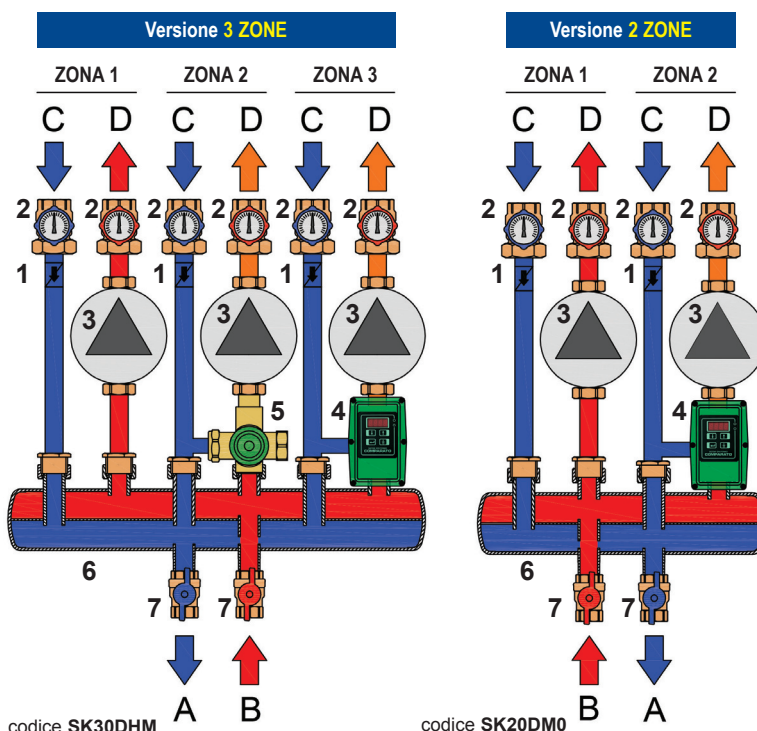 Versione 3 ZONE
ZONA 1 ZONA 2 ZONA 3
C D C D C D
2 2 2 2 2 2
1 1 1
3 3 3
5 4
COMPARATO
6
7 7
A B
codice SK30DHM
Versione 2 ZONE
ZONA 1 ZONA 2
C D C D
2 2 2 2
1 1
3 3
4
COMPARATO
6
7 7
B A
codice SK20DM0